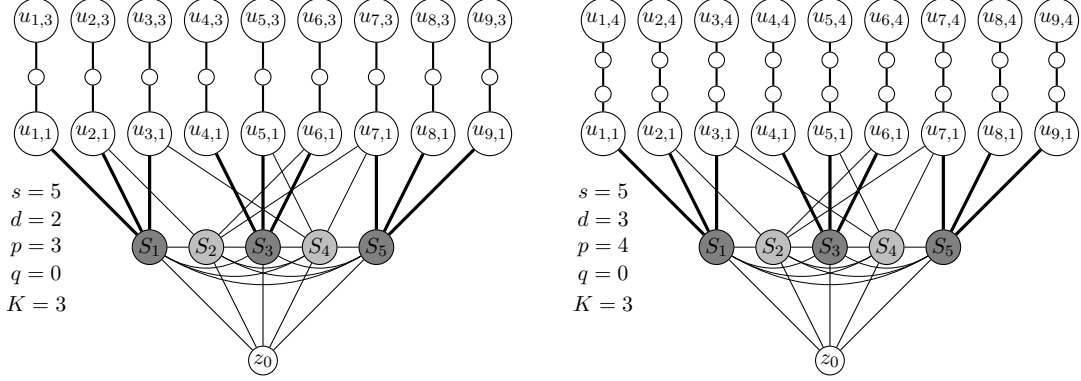 u1,3 u2,3 u3,3 u4,3 u5,3 u6,3 u7,3 u8,3 u9,3
u1,1 u2,1 u3,1 u4,1 u5,1 u6,1 u7,1 u8,1 u9,1
s = 5
d = 2
p = 3
q = 0
K = 3
S1 S2 S3 S4 S5
z0
u1,4 u2,4 u3,4 u4,4 u5,4 u6,4 u7,4 u8,4 u9,4
u1,1 u2,1 u3,1 u4,1 u5,1 u6,1 u7,1 u8,1 u9,1
s = 5
d = 3
p = 4
q = 0
K = 3
S1 S2 S3 S4 S5
z0